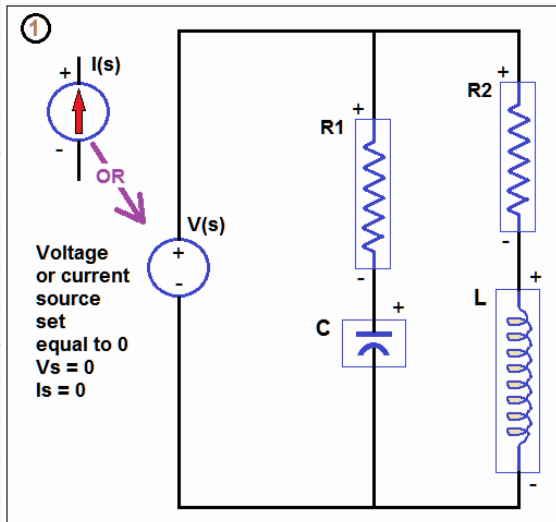 1
+ I(s)
-
OR
V(s)
+
-
Voltage
or current
source
set
equal to 0
Vs = 0
Is = 0
+
R1
-
+
C
+
R2
-
+
L
-